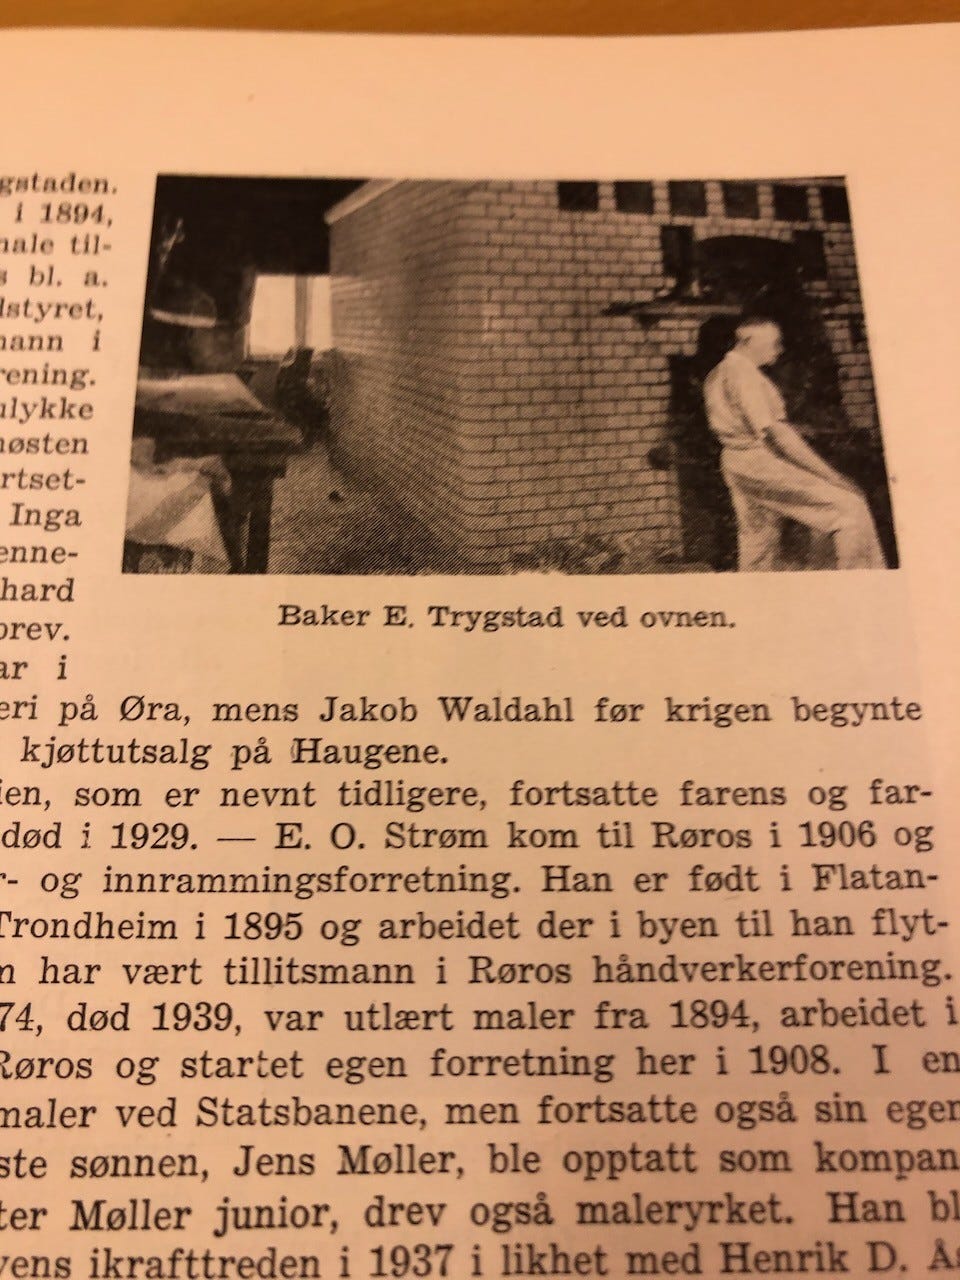 gstaden.
i 1894,
nale til-
s bl. a.
dstyret,
mann i
rening.
ulykke
høsten
rtset-
Inga
enne-
hard
brev.
ar i
Baker E. Trygstad ved ovnen.
eri på Øra, mens Jakob Waldahl før krigen begynte
kjøttutsalg på Haugene.
ien, som er nevnt tidligere, fortsatte farens og far-
død i 1929. — E. O. Strøm kom til Røros i 1906 og
r- og innrammingsforretning. Han er født i Flatan-
Trondheim i 1895 og arbeidet der i byen til han flyt-
m har vært tillitsmann i Røros håndverkerforening.
74, død 1939, var utlært maler fra 1894, arbeidet i
Røros og startet egen forretning her i 1908. I en
maler ved Statsbanene, men fortsatte også sin egen
ste sønnen, Jens Møller, ble opptatt som kompan
ter Møller junior, drev også maleryrket. Han bl
vens ikrafttreden i 1937 i likhet med Henrik D. Ås